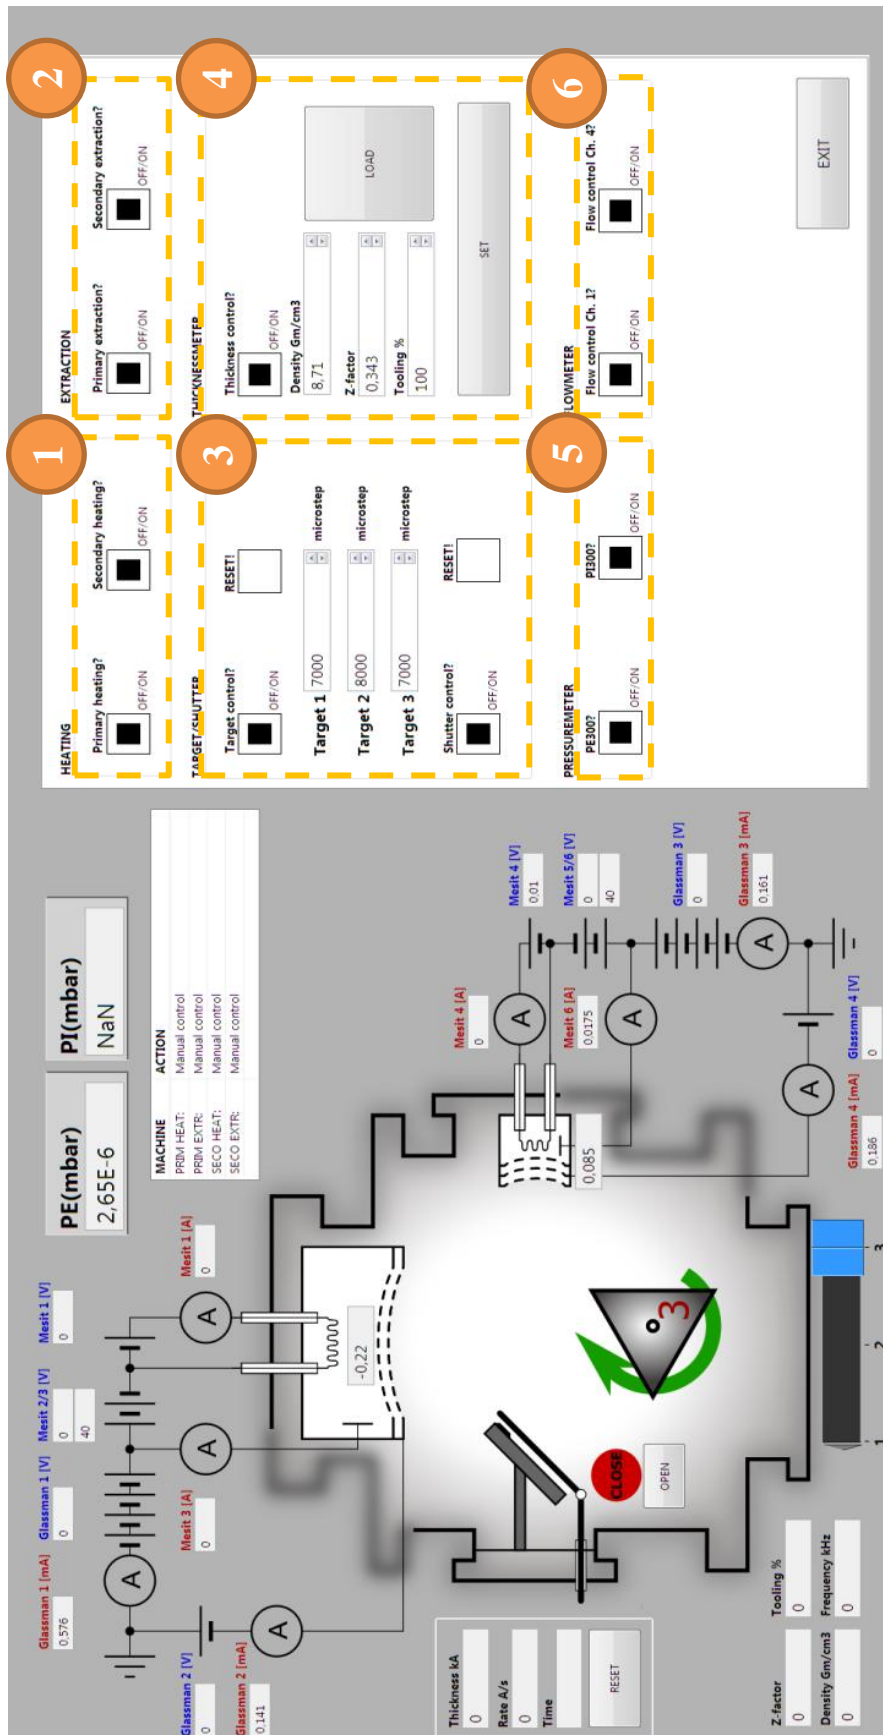 Glassman 1 [mA]
0,576
Glassman 1 [V]
0
Mesit 2/3 [V]
0
40
Mesit 1 [V]
0
Mesit 1 [A]
0
Mesit 3 [A]
0
A
A
A
Glassman 2 [V]
0
Glassman 2 [mA]
0,141
A
PE(mbar)
2,65E-6
PI(mbar)
NaN
MACHINE ACTION
PRIM HEAT: Manual control
PRIM EXTR: Manual control
SECO HEAT: Manual control
SECO EXTR: Manual control
-0,22
Thickness kA
0
Rate A/s
0
Time
RESET
CLOSE
OPEN
3
0,085
Mesit 4 [A]
0
Mesit 4 [V]
0,01
Mesit 6 [A]
0,0175
Mesit 5/6 [V]
0
40
A
A
Glassman 3 [V]
0
Glassman 3 [mA]
0,161
A
A
Glassman 4 [mA]
0,186
Glassman 4 [V]
0
Z-factor
0
Tooling %
0
Density Gm/cm3
0
Frequency kHz
0
1 2 3
HEATING
1
Primary heating?
OFF/ON
Secondary heating?
OFF/ON
EXTRACTION
2
Primary extraction?
OFF/ON
Secondary extraction?
OFF/ON
TARGET/SHUTTER
3
Target control?
OFF/ON
RESET!
Target 1 7000 microstep
Target 2 8000 microstep
Target 3 7000 microstep
Shutter control?
OFF/ON
RESET!
THICKNESSMETER
4
Thickness control?
OFF/ON
Density Gm/cm3
8,71
Z-factor
0,343
Tooling %
100
LOAD
SET
PRESSUREMETER
5
PE300?
OFF/ON
PI300?
OFF/ON
FLOWMETER
6
Flow control Ch. 1?
OFF/ON
Flow control Ch. 4?
OFF/ON
EXIT